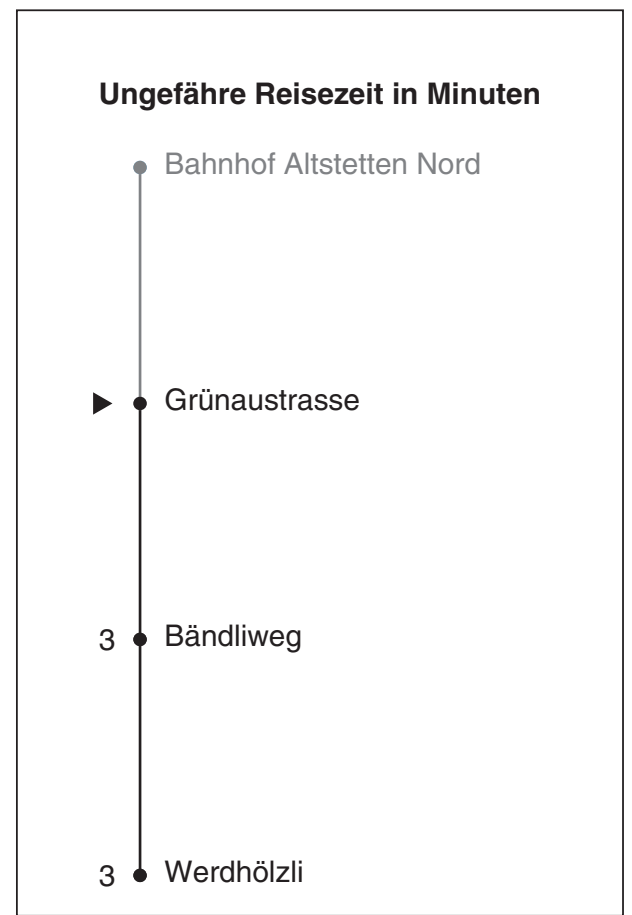 Ungefähre Reisezeit in Minuten
Bahnhof Altstetten Nord
Grünaustrasse
3 Bändliweg
3 Werdhölzli